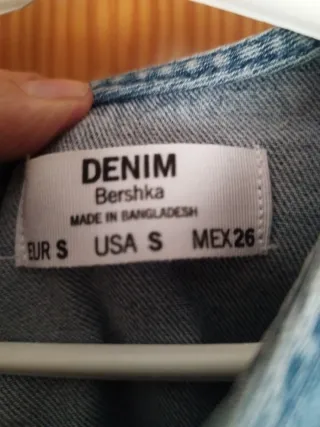 DENIM
Bershka
MADE IN BANGLADESH
EUR S USA S MEX 26